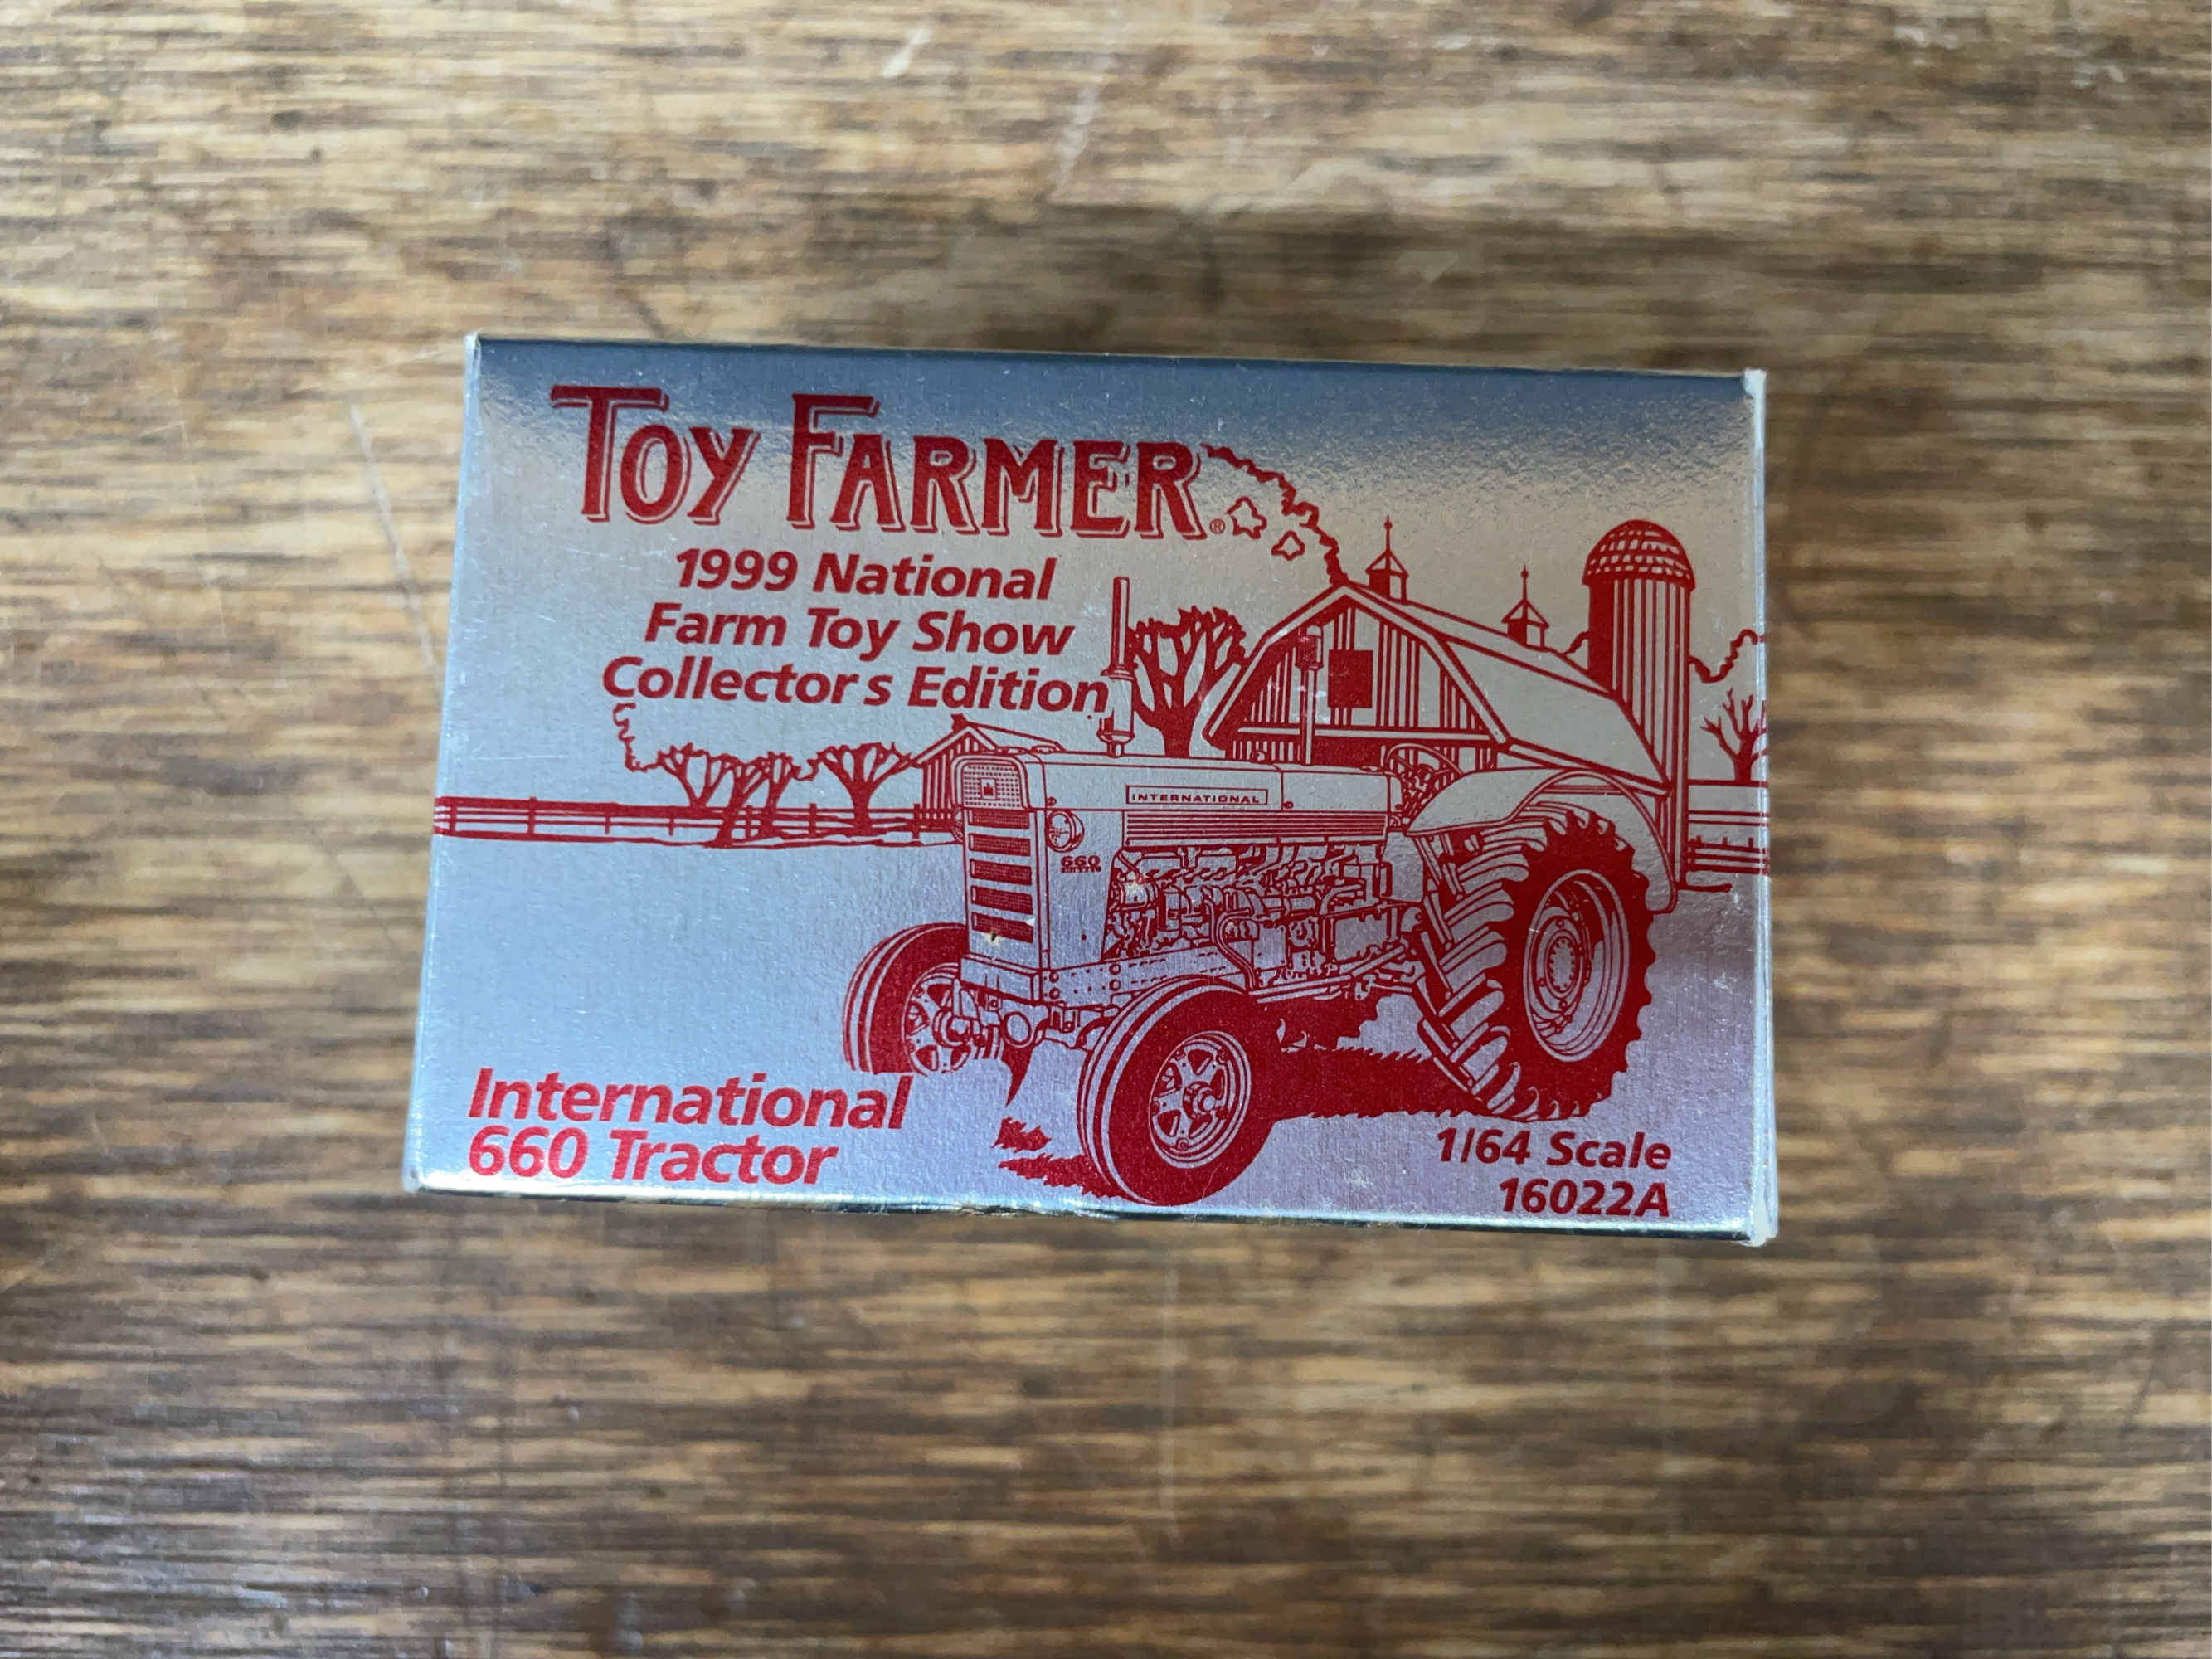 TOY FARMER®
1999 National
Farm Toy Show
Collector s Edition
INTERNATIONAL
660
International
660 Tractor
1/64 Scale
16022A